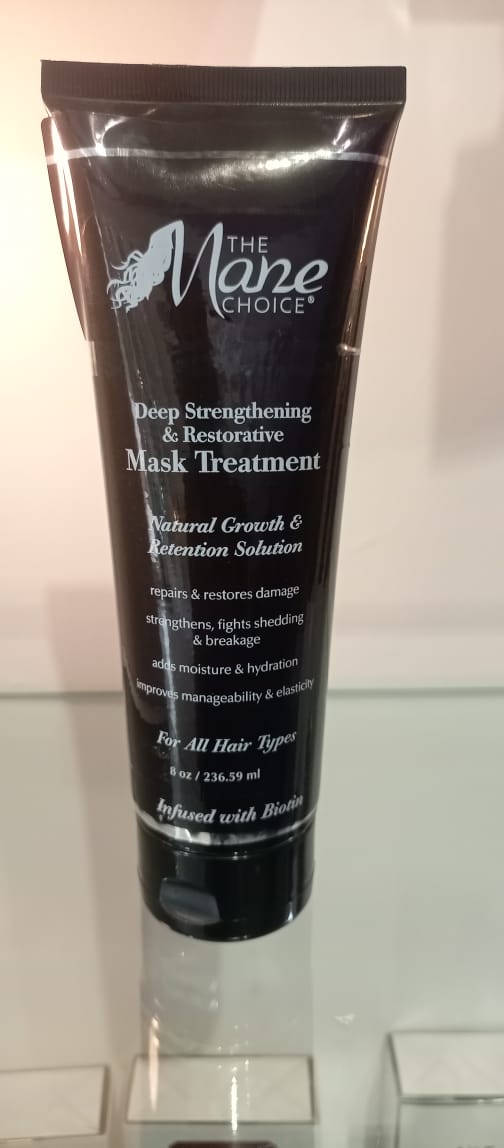 THE
Mane
CHOICE®
Deep Strengthening
& Restorative
Mask Treatment
Natural Growth &
Retention Solution
repairs & restores damage
strengthens, fights shedding
& breakage
adds moisture & hydration
improves manageability & elasticity
For All Hair Types
8 oz / 236.59 ml
Infused with Biotin